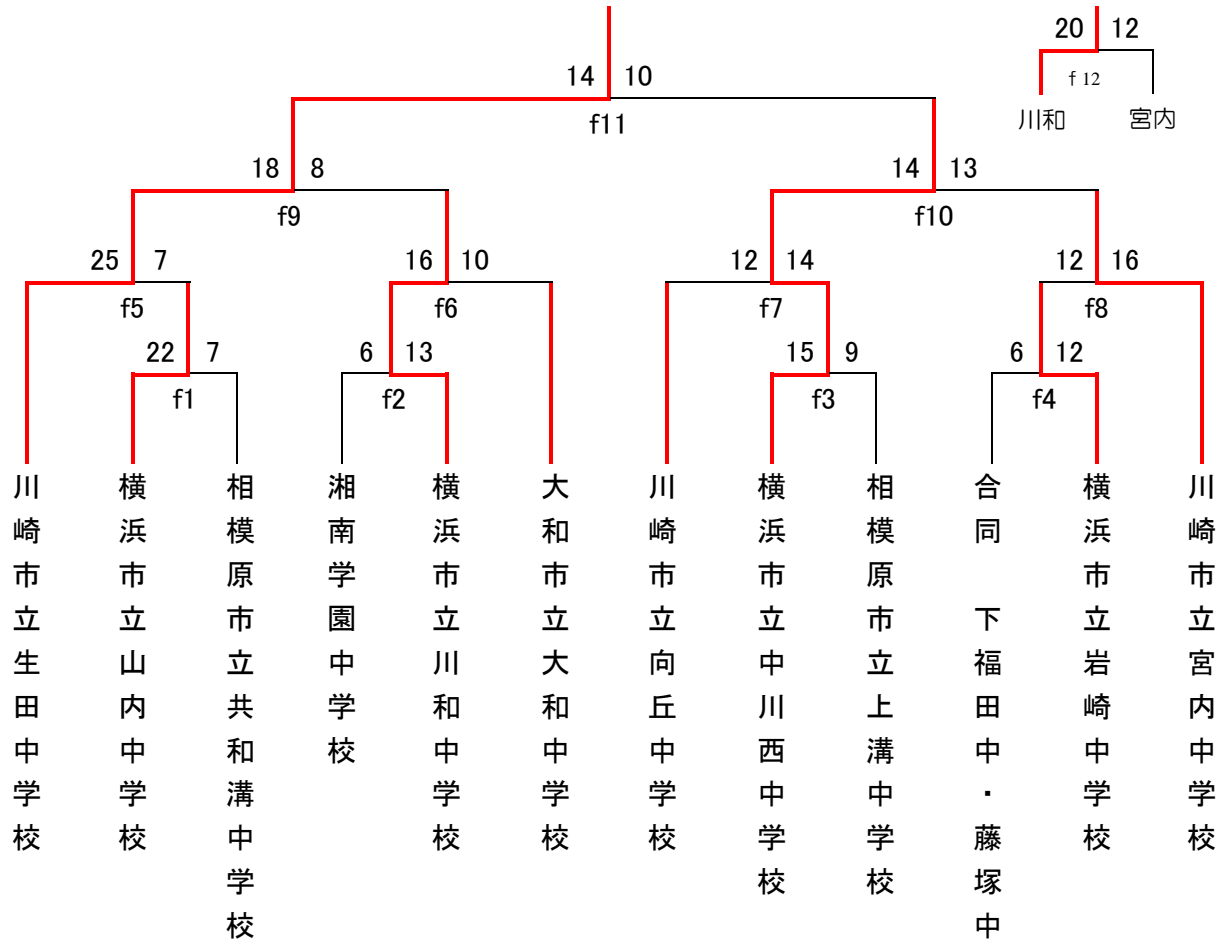 20 12
f 12
川和 宮内
14 10
f11
18 8
f9
14 13
f10
25 7
f5
16 10
f6
12 14
f7
12 16
f8
22 7
f1
6 13
f2
15 9
f3
6 12
f4
川崎市立生田中学校
横浜市立山内中学校
相模原市立共和溝中学校
湘南学園中学校
横浜市立川和中学校
大和市立大和中学校
川崎市立向丘中学校
横浜市立中川西中学校
相模原市立上溝中学校
合同 下福田中・藤塚中
横浜市立岩崎中学校
川崎市立宮内中学校